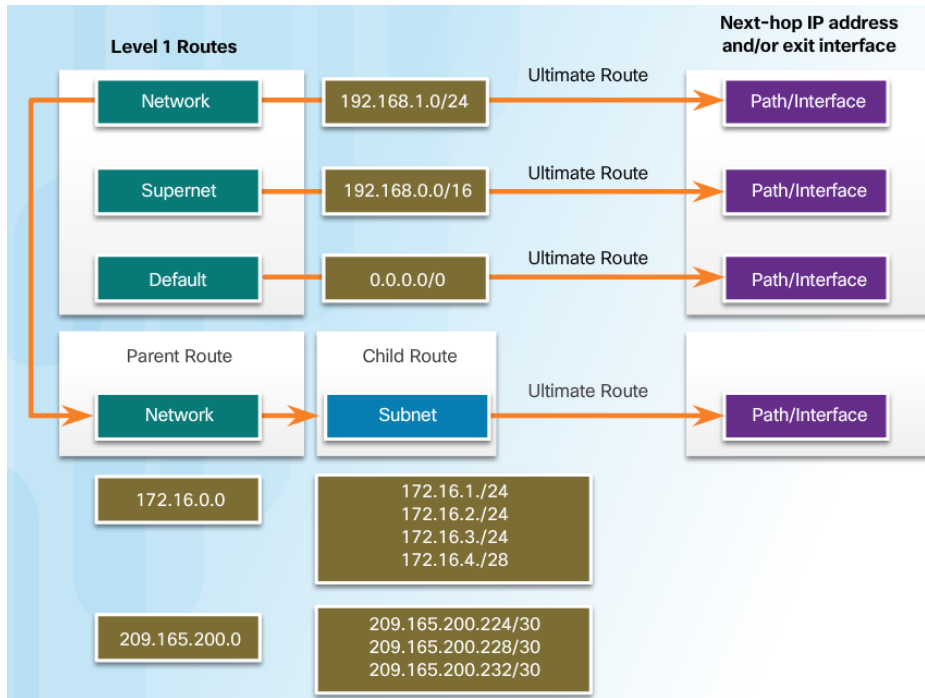 Level 1 Routes
Next-hop IP address
and/or exit interface
Network
192.168.1.0/24
Ultimate Route
Path/Interface
Supernet
192.168.0.0/16
Ultimate Route
Path/Interface
Default
0.0.0.0/0
Ultimate Route
Path/Interface
Parent Route
Child Route
Network
Subnet
Ultimate Route
Path/Interface
172.16.0.0
172.16.1./24
172.16.2./24
172.16.3./24
172.16.4./28
209.165.200.0
209.165.200.224/30
209.165.200.228/30
209.165.200.232/30